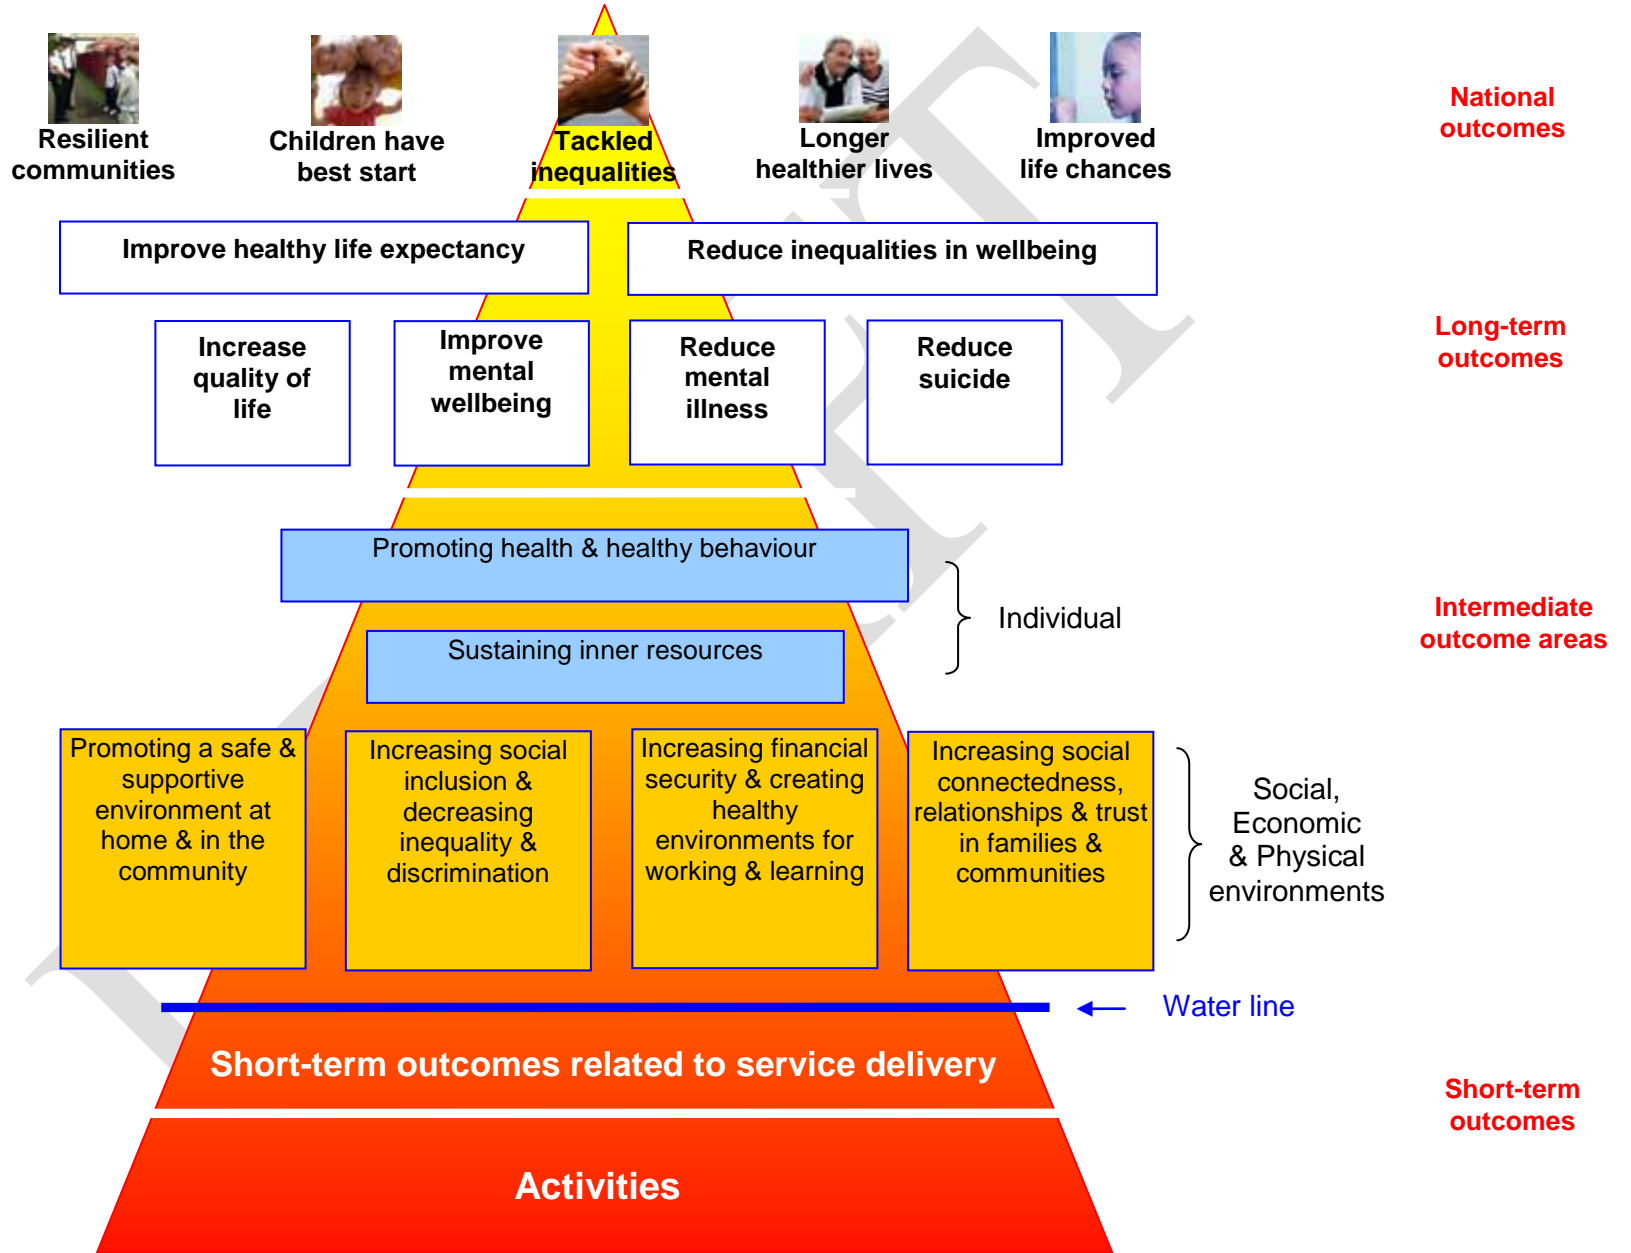 Resilient
communities
Children have
best start
Tackled
inequalities
Longer
healthier lives
Improved
life chances
National
outcomes
Improve healthy life expectancy
Reduce inequalities in wellbeing
Increase
quality of
life
Improve
mental
wellbeing
Reduce
mental
illness
Reduce
suicide
Long-term
outcomes
Promoting health & healthy behaviour
Sustaining inner resources
Individual
Intermediate
outcome areas
Promoting a safe &
supportive
environment at
home & in the
community
Increasing social
inclusion &
decreasing
inequality &
discrimination
Increasing financial
security & creating
healthy
environments for
working & learning
Increasing social
connectedness,
relationships & trust
in families &
communities
Social,
Economic
& Physical
environments
Water line
Short-term outcomes related to service delivery
Short-term
outcomes
Activities